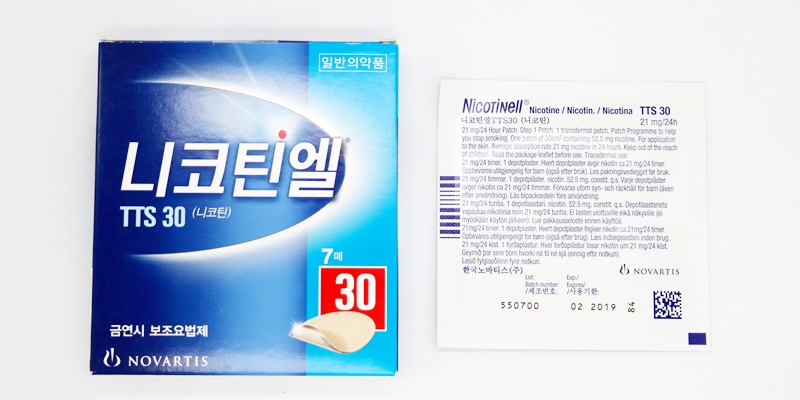 일반의약품
니코틴엘®
TTS 30 (니코틴)
7매
30
금연시 보조요법제
NOVARTIS
Nicotinell® Nicotine / Nicotin. / Nicotina TTS 30
니코틴엘TTS30 (니코틴) 21 mg/24h
21 mg/24 Hour Patch. Step 1 Patch. 1 transdermal patch. Patch Programme to help
you stop smoking. One patch of 30cm² contains 52.5 mg nicotine. For application
to the skin. Average absorption rate 21 mg nicotine in 24 hours. Keep out of the reach
of children. Read the package leaflet before use. Transdermal use.
21 mg/24 timer. 1 depotplaster. Hvert depotplaster avgir nikotin ca 21 mg/24 timer.
Oppbevares utilgjengelig for barn (også etter bruk). Les pakningsvedlegget før bruk.
21 mg/24 timmar. 1 depotplåster. nicotin. 52,5 mg, constit. q.s. Varje depotplåster
avger nikotin ca 21 mg/24 timmar. Förvaras utom syn- och räckhåll för barn (även
efter användning). Läs bipacksedeln före användning.
21 mg/24 tuntia. 1 depotlaastari. nicotin. 52,5 mg, constit. q.s. Depotlaastarista
vapautuu nikotiinia noin 21 mg/24 tuntia. Ei lasten ulottuville eikä näkyville (ei
myöskään käytön jälkeen). Lue pakkausseloste ennen käyttöä.
21mg/24 timer. 1 depotplaster. Hvert depotplaster frigiver nikotin ca 21mg/24 timer.
Opbevares utilgængeligt for børn (også efter brug). Læs indlægssedlen inden brug.
21 mg/24 klst. 1 forðaplástur. Hver forðaplástur losar nikótín um 21 mg/24 klst.
Geymið þar sem börn hvorki ná til né sjá (einnig eftir notkun).
Lesið fylgiseðilinn fyrir notkun.
한국노바티스(주) NOVARTIS
Lot: Exp:/
Batch number Expires/
/제조번호: /사용기한:
550700 02 2019 84